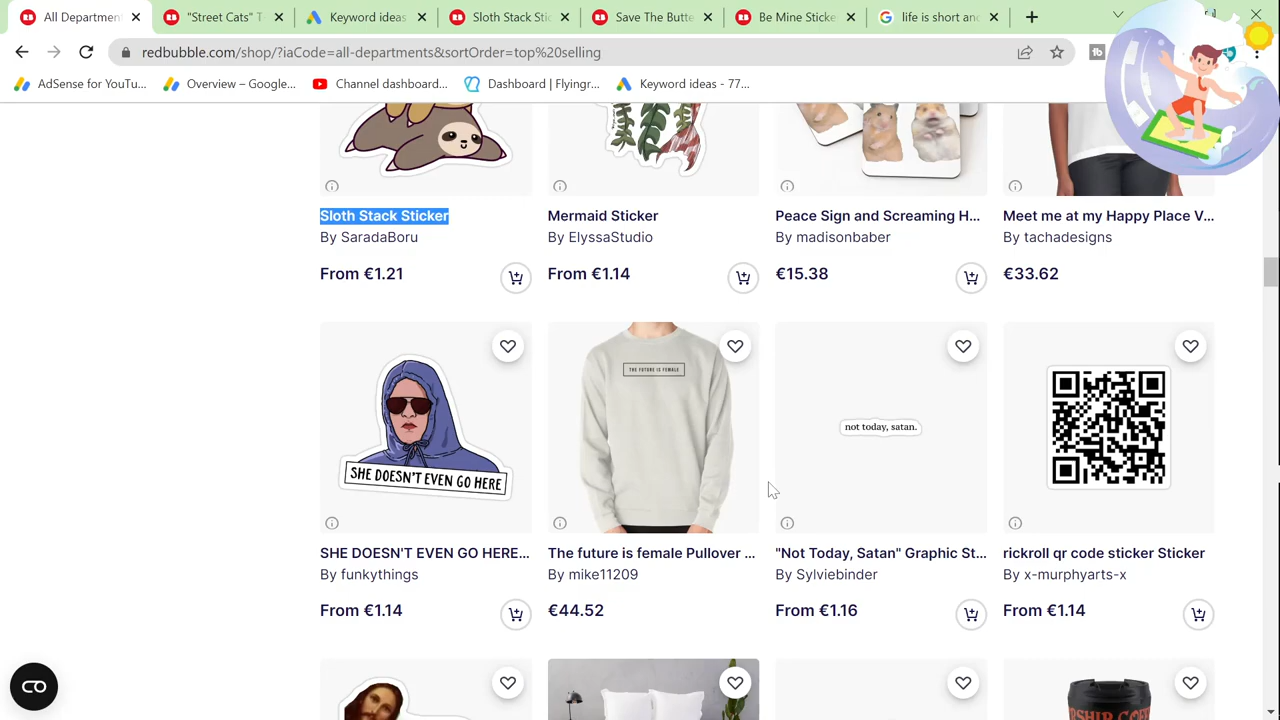 All Department
"Street Cats" T
Keyword ideas
Sloth Stack Stic
Save The Butte
Be Mine Sticke
life is short and
redbubble.com/shop/?iaCode=all-departments&sortOrder=top%20selling
AdSense for YouTu...
Overview – Google...
Channel dashboard...
Dashboard | Flyingr...
Keyword ideas - 77...
Sloth Stack Sticker
Mermaid Sticker
Peace Sign and Screaming H...
Meet me at my Happy Place V...
By SaradaBoru
By ElyssaStudio
By madisonbaber
By tachadesigns
From €1.21
From €1.14
€15.38
€33.62
SHE DOESN'T EVEN GO HERE
THE FUTURE IS FEMALE
not today, satan.
SHE DOESN'T EVEN GO HERE...
The future is female Pullover ...
"Not Today, Satan" Graphic St...
rickroll qr code sticker Sticker
By funkythings
By mike11209
By Sylviebinder
By x-murphyarts-x
From €1.14
€44.52
From €1.16
From €1.14